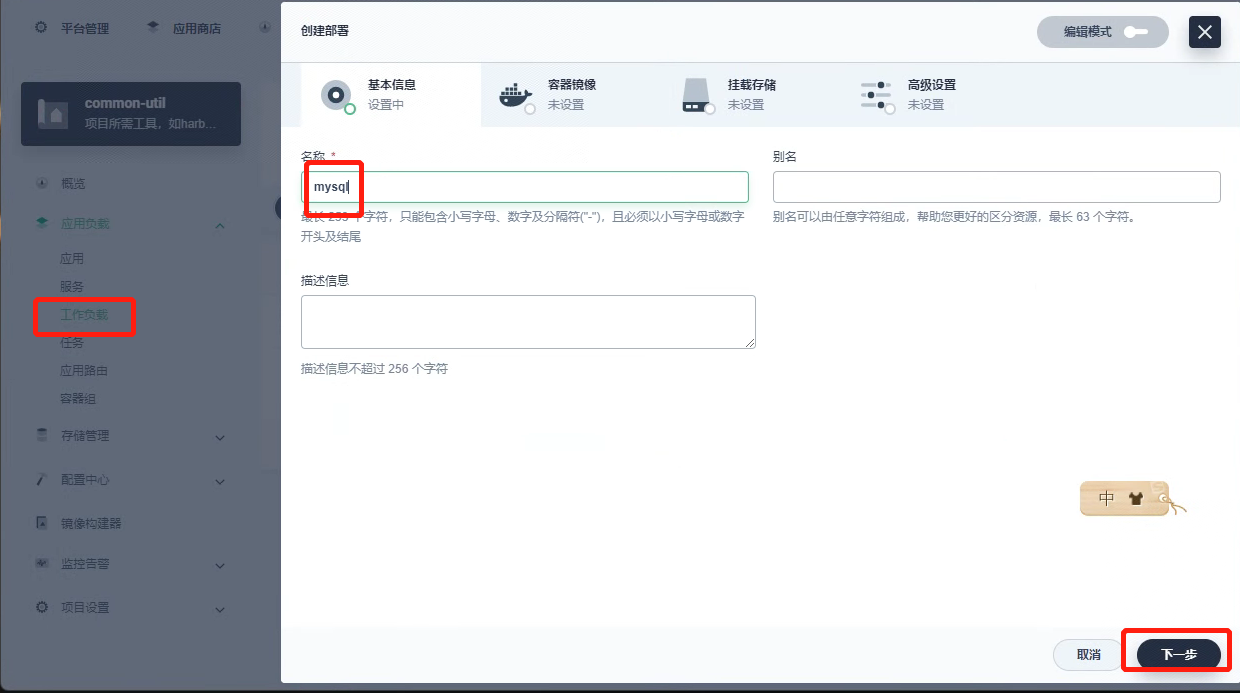 平台管理
应用商店
common-util
项目所需工具，如harb...
概览
应用负载
应用
服务
工作负载
任务
应用路由
容器组
存储管理
配置中心
镜像构建器
监控告警
项目设置
创建部署
编辑模式
基本信息
设置中
容器镜像
未设置
挂载存储
未设置
高级设置
未设置
名称 *
mysql
最长 253 个字符，只能包含小写字母、数字及分隔符("-")，且必须以小写字母或数字
开头及结尾
别名
别名可以由任意字符组成，帮助您更好的区分资源，最长 63 个字符。
描述信息
描述信息不超过 256 个字符
中
取消
下一步